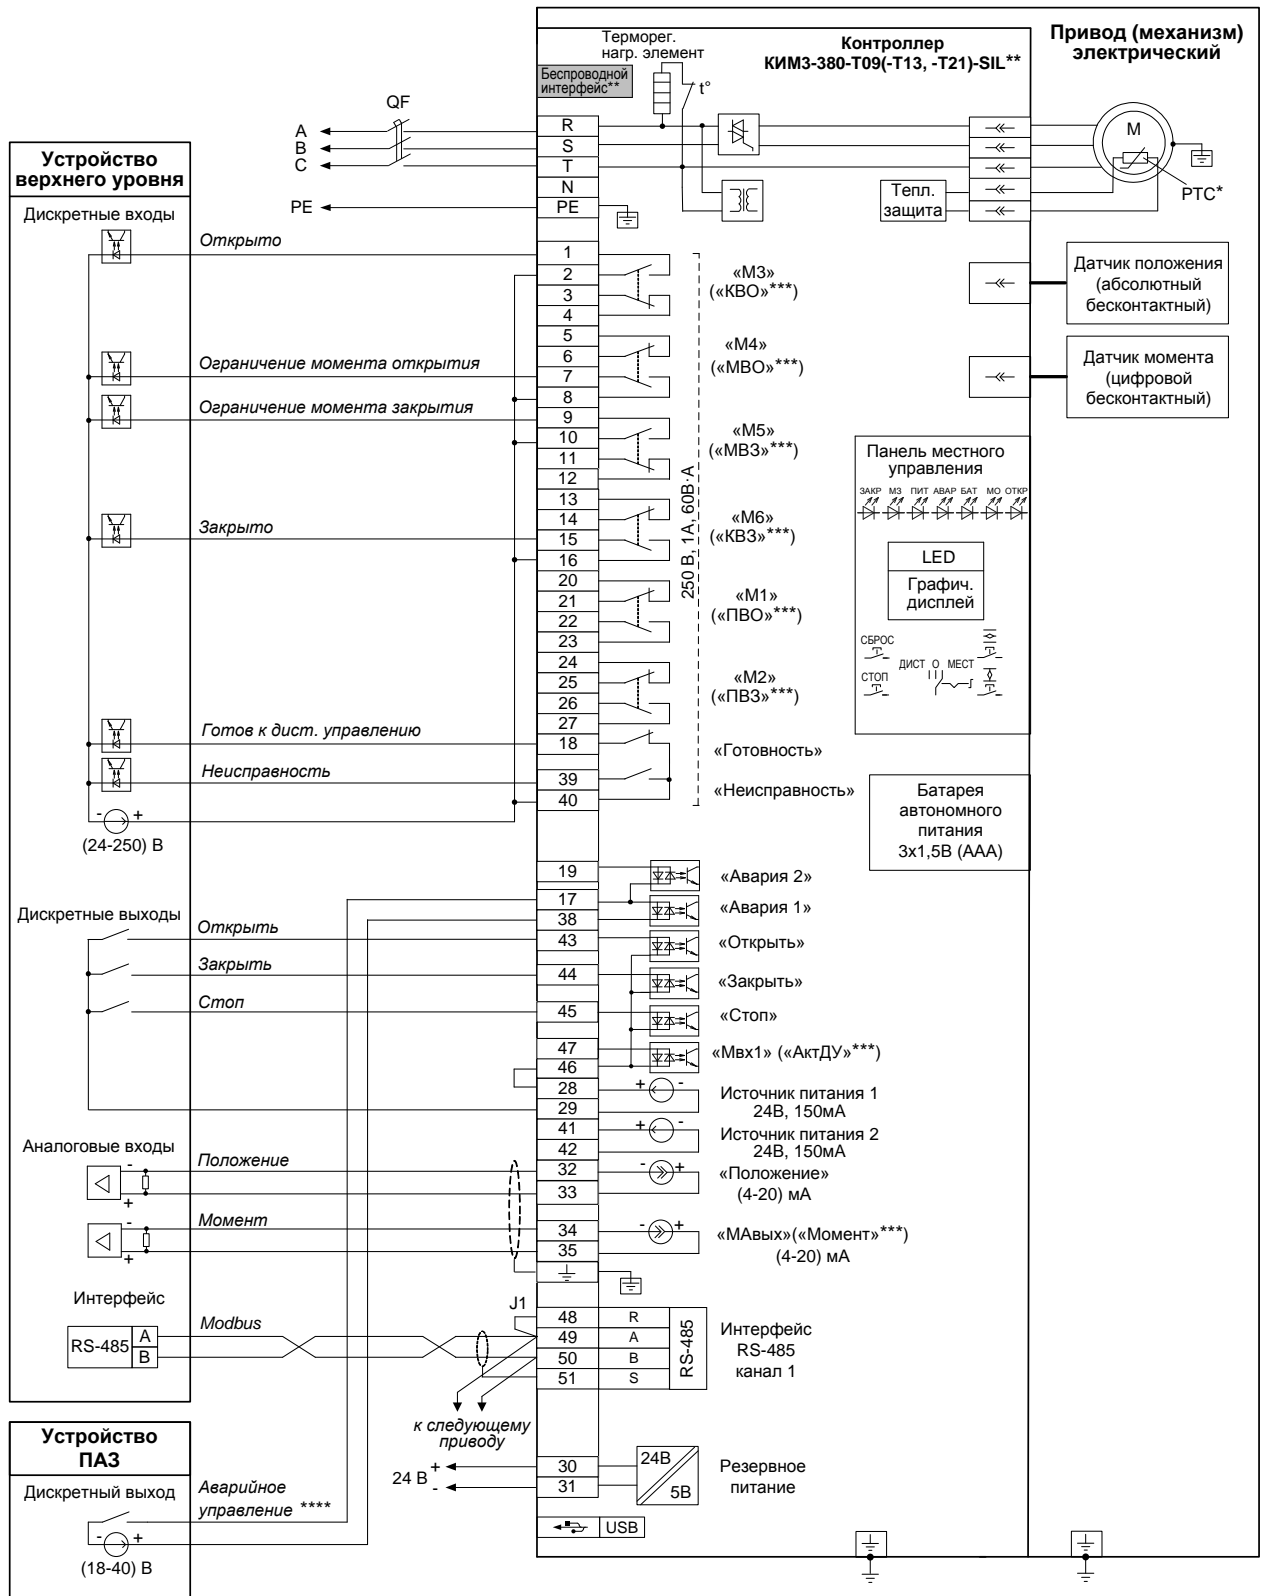 Привод (механизм)
электрический
Контроллер
КИМ3-380-Т09(-Т13, -Т21)-SIL**
Терморег.
нагр. элемент
Беспроводной
интерфейс**
t°
QF
A
B
C
PE
R
S
T
N
PE
M
PTC*
Тепл.
защита
Устройство
верхнего уровня
Дискретные входы
Открыто
1
2
3
4
«М3»
(«КВО»***)
Датчик положения
(абсолютный
бесконтактный)
5
6
7
8
Ограничение момента открытия
«М4»
(«МВО»***)
Датчик момента
(цифровой
бесконтактный)
Ограничение момента закрытия
9
10
11
12
«М5»
(«МВЗ»***)
250 В, 1А, 60В·А
Панель местного
управления
ЗАКР МЗ ПИТ АВАР БАТ МО ОТКР
LED
Графич.
дисплей
СБРОС
СТОП
ДИСТ О МЕСТ
Закрыто
13
14
15
16
«М6»
(«КВЗ»***)
20
21
22
23
«М1»
(«ПВО»***)
24
25
26
27
«М2»
(«ПВЗ»***)
Готов к дист. управлению
18
«Готовность»
Неисправность
39
40
«Неисправность»
- +
(24-250) В
Батарея
автономного
питания
3x1,5В (ААА)
19
«Авария 2»
17
38
«Авария 1»
Дискретные выходы
Открыть
43
«Открыть»
Закрыть
44
«Закрыть»
Стоп
45
«Стоп»
47
46
«Мвх1» («АктДУ»***)
28
29
+ -
Источник питания 1
24В, 150мА
41
42
+ -
Источник питания 2
24В, 150мА
Аналоговые входы
-
+
Положение
32
33
- +
«Положение»
(4-20) мА
-
+
Момент
34
35
- +
«МАвых»(«Момент»***)
(4-20) мА
Интерфейс
RS-485
A
B
Modbus
J1
48 R
49 A
50 B
51 S
RS-485
Интерфейс
RS-485
канал 1
к следующему
приводу
24 В
+
-
30
31
24В
5В
Резервное
питание
USB
Устройство
ПАЗ
Дискретный выход
Аварийное
управление ****
- +
(18-40) В